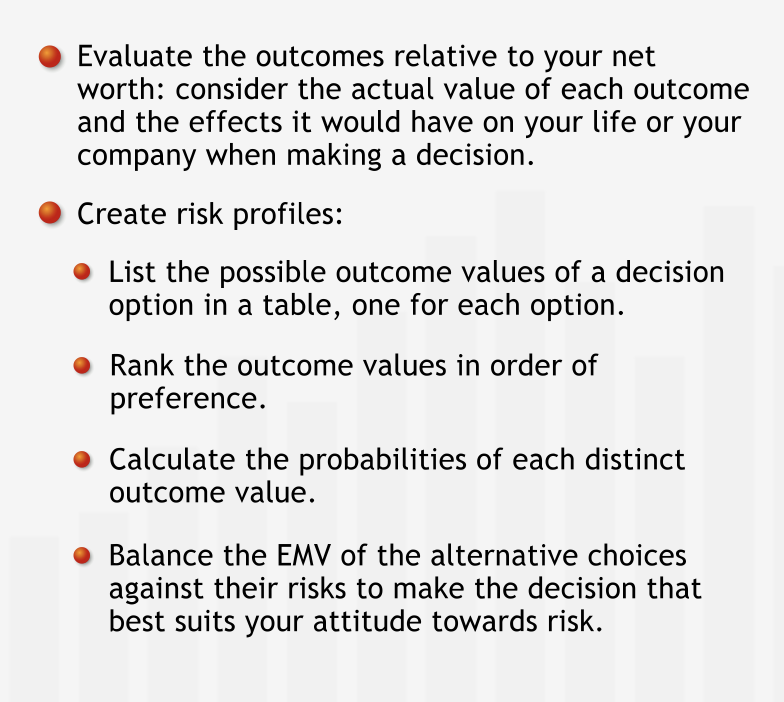 Evaluate the outcomes relative to your net
worth: consider the actual value of each outcome
and the effects it would have on your life or your
company when making a decision.
Create risk profiles:
List the possible outcome values of a decision
option in a table, one for each option.
Rank the outcome values in order of
preference.
Calculate the probabilities of each distinct
outcome value.
Balance the EMV of the alternative choices
against their risks to make the decision that
best suits your attitude towards risk.